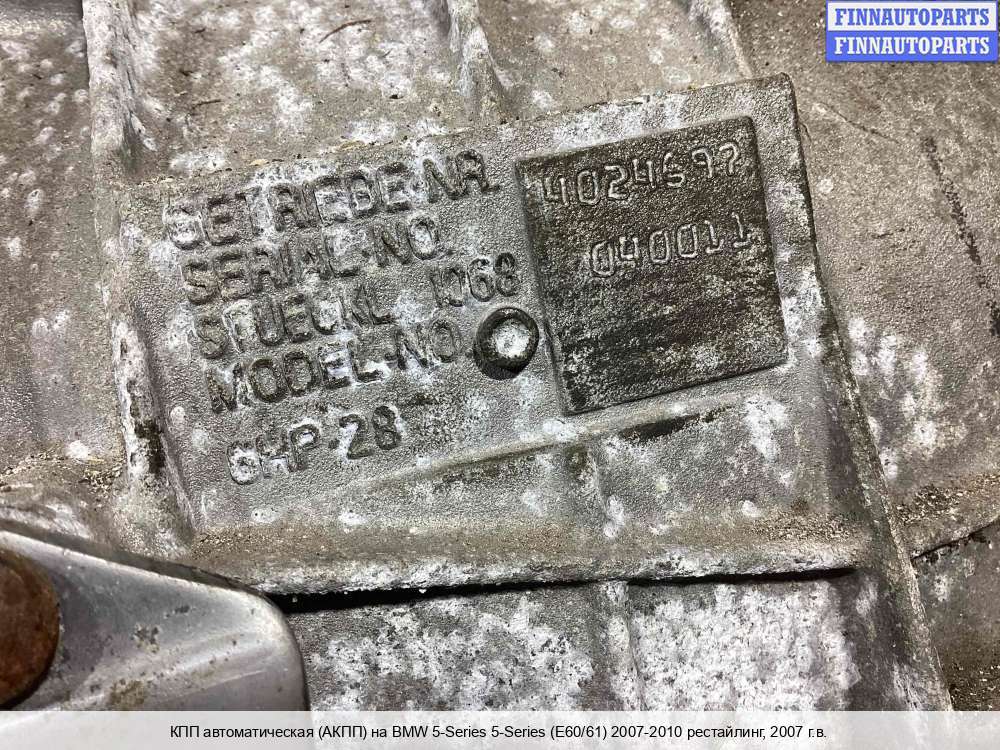 FINNAUTOPARTS
FINNAUTOPARTS
GETRIEBE-NR.
SERIAL-NO.
STUECKL. 1068
MODEL-NO.
6HP-28
4024697
040011
КПП автоматическая (АКПП) на BMW 5-Series 5-Series (E60/61) 2007-2010 рестайлинг, 2007 г.в.